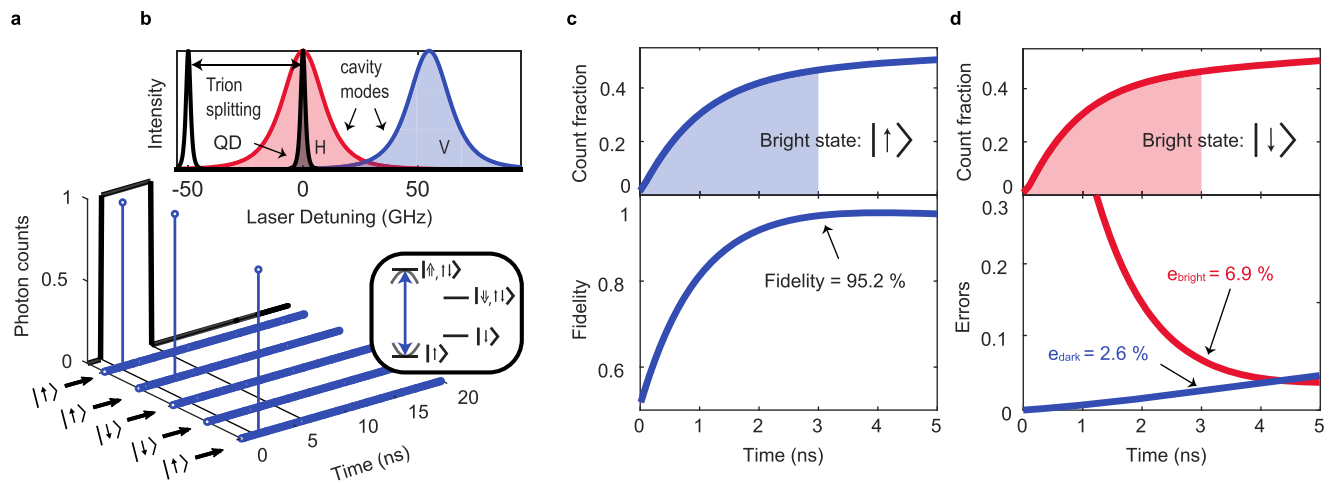 a
b
c
d
Intensity
Trion
splitting
cavity
modes
QD
H
V
-50
0
50
Laser Detuning (GHz)
Photon counts
1
0.5
0
|↑⟩
|↑⟩
|↓⟩
|↓⟩
|↑⟩
0
5
10
15
20
Time (ns)
|⇑,↑↓⟩
|⇓,↑↓⟩
|↓⟩
|↑⟩
Count fraction
0.4
0.2
0
Bright state: |↑⟩
Fidelity
1
0.8
0.6
Fidelity = 95.2 %
0
1
2
3
4
5
Time (ns)
Count fraction
0.4
0.2
0
Bright state: |↓⟩
Errors
0.3
0.2
0.1
0
ebright = 6.9 %
edark = 2.6 %
0
1
2
3
4
5
Time (ns)